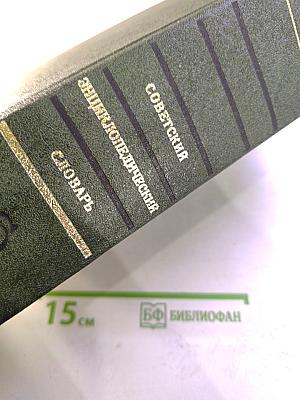 СОВЕТСКИЙ
ЭНЦИКЛОПЕДИЧЕСКИЙ
СЛОВАРЬ
15 см
БФ БИБЛИОФАН